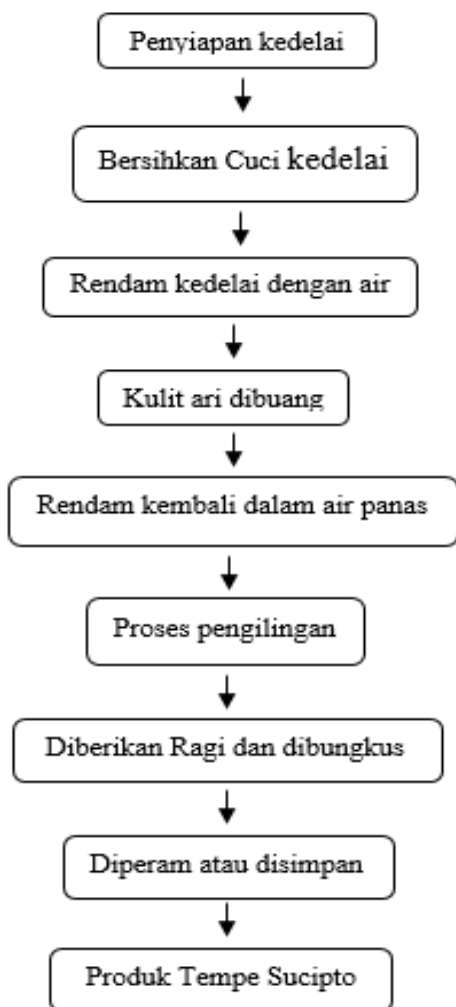 Penyiapan kedelai
Bersihkan Cuci kedelai
Rendam kedelai dengan air
Kulit ari dibuang
Rendam kembali dalam air panas
Proses pengilingan
Diberikan Ragi dan dibungkus
Diperam atau disimpan
Produk Tempe Sucipto